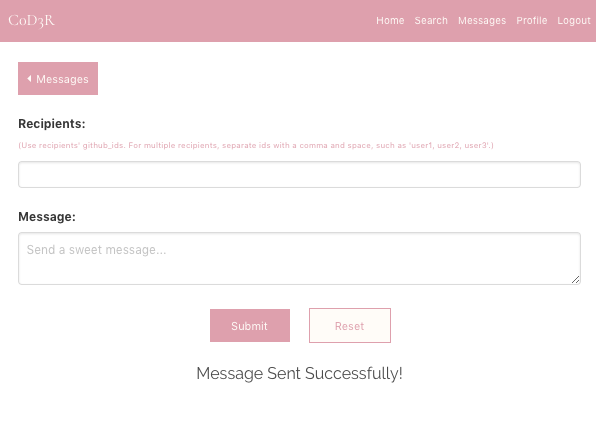 CoD3R
Home Search Messages Profile Logout
Messages
Recipients:
(Use recipients' github_ids. For multiple recipients, separate ids with a comma and space, such as 'user1, user2, user3'.)
Message:
Send a sweet message...
Submit Reset
Message Sent Successfully!